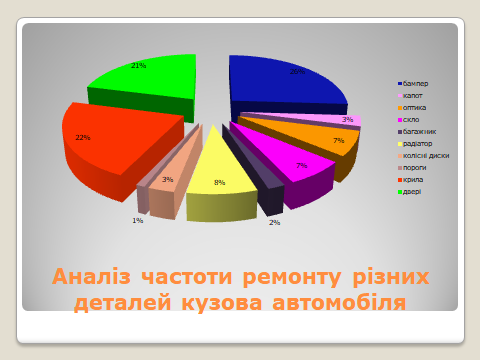 21%
26%
3%
7%
7%
2%
8%
3%
1%
22%
бампер
капот
оптика
скло
багажник
радіатор
колісні диски
пороги
крила
двері
Аналіз частоти ремонту різних
деталей кузова автомобіля